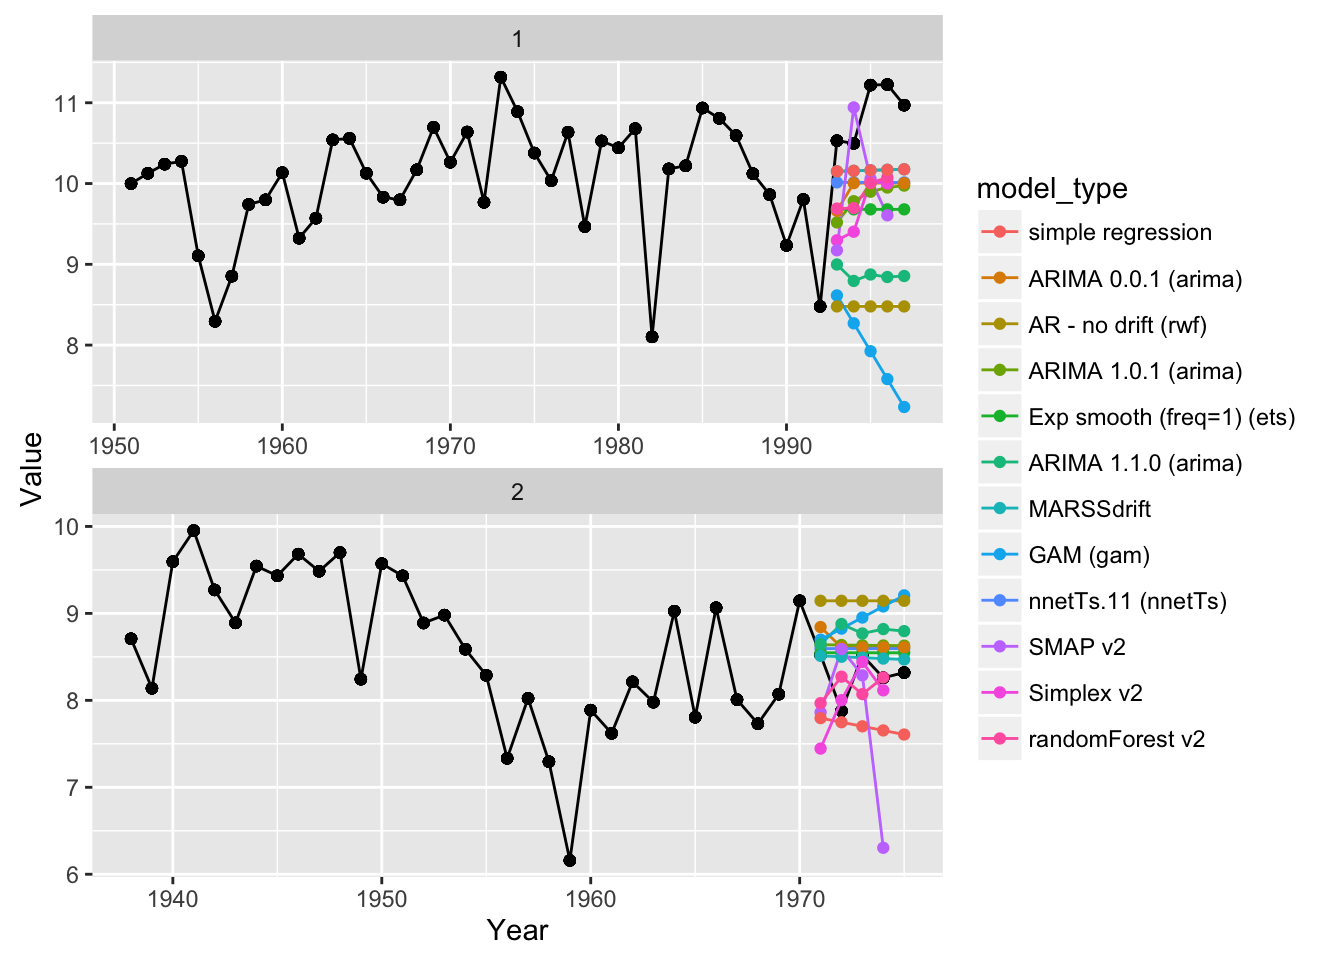 1
11
10
9
8
1950 1960 1970 1980 1990
Value
2
10
9
8
7
6
1940 1950 1960 1970
Year
model_type
simple regression
ARIMA 0.0.1 (arima)
AR - no drift (rwf)
ARIMA 1.0.1 (arima)
Exp smooth (freq=1) (ets)
ARIMA 1.1.0 (arima)
MARSSdrift
GAM (gam)
nnetTs.11 (nnetTs)
SMAP v2
Simplex v2
randomForest v2